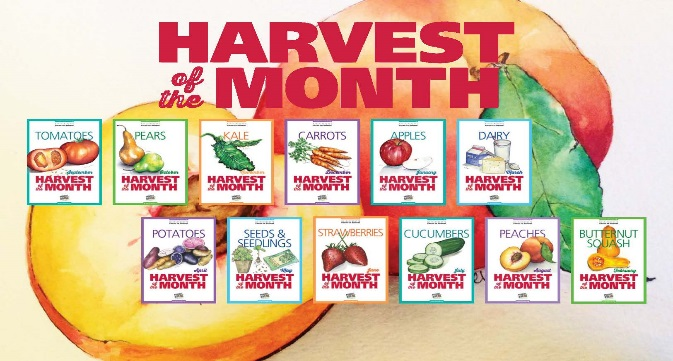 HARVEST
of the MONTH
TOMATOES
September
HARVEST
of the MONTH
PEARS
October
HARVEST
of the MONTH
KALE
HARVEST
of the MONTH
CARROTS
December
HARVEST
of the MONTH
APPLES
January
HARVEST
of the MONTH
DAIRY
March
HARVEST
of the MONTH
POTATOES
April
HARVEST
of the MONTH
SEEDS &
SEEDLINGS
May
HARVEST
of the MONTH
STRAWBERRIES
June
HARVEST
of the MONTH
CUCUMBERS
July
HARVEST
of the MONTH
PEACHES
August
HARVEST
of the MONTH
BUTTERNUT
SQUASH
February
HARVEST
of the MONTH